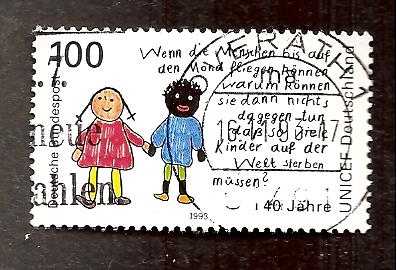 100
Deutsche Bundespost
Wenn die Menschen bis auf
den Mond fliegen können
warum können
sie dann nichts
dagegen tun
daß so viele
Kinder auf der
Welt sterben
müssen?
40 Jahre
UNICEF Deutschland
1993